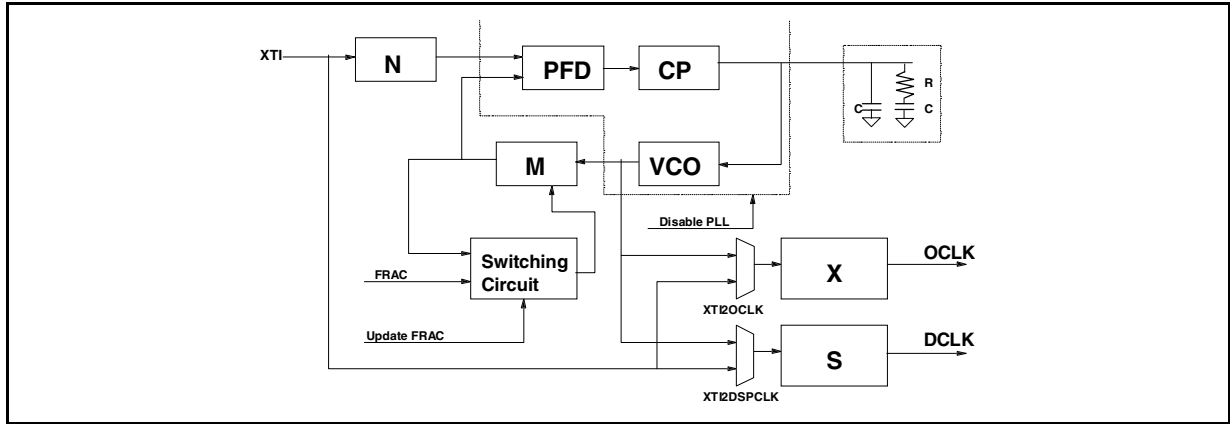 XTI
N
PFD
CP
R
C
C
M
VCO
Disable PLL
Switching
Circuit
FRAC
Update FRAC
X
OCLK
XTI2OCLK
S
DCLK
XTI2DSPCLK